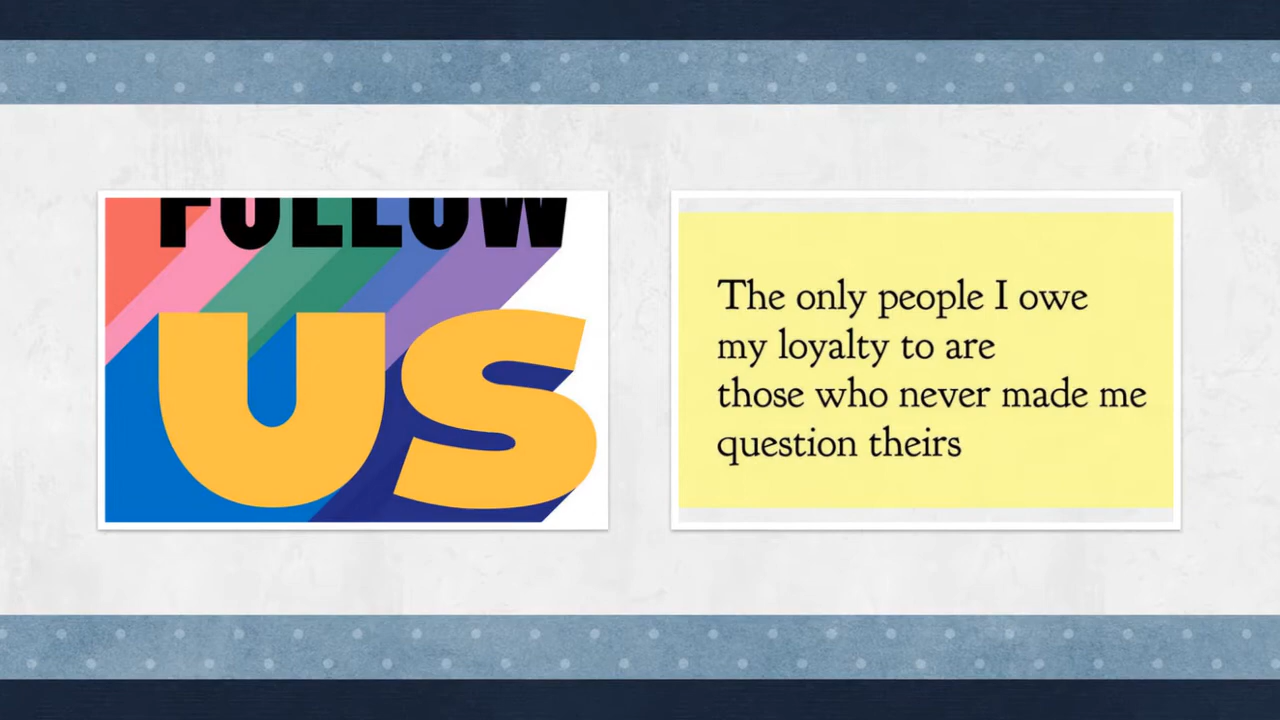 FOLLOW
US
The only people I owe
my loyalty to are
those who never made me
question theirs